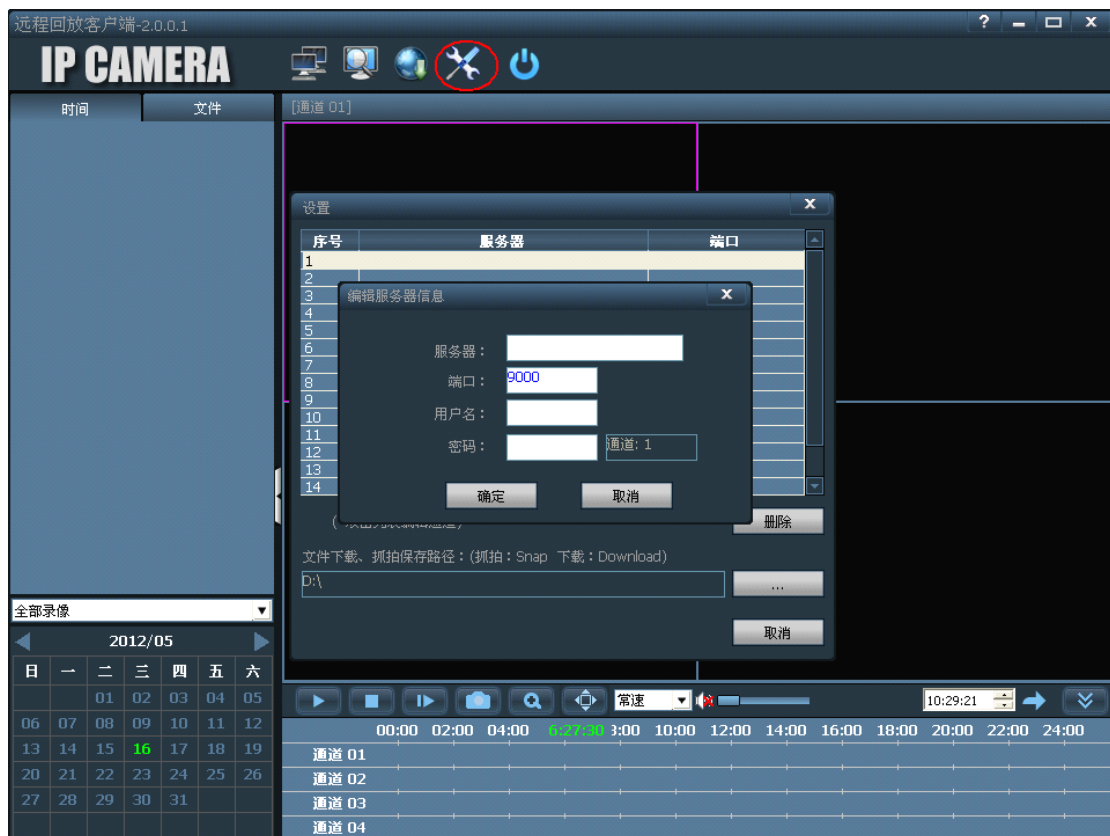 远程回放客户端-2.0.0.1
? x
IP CAMERA
时间 文件
[通道 01]
设置 x
序号 服务器 端口
1
2
3
4
5
6
7
8
9
10
11
12
13
14
编辑服务器信息 x
服务器：
端口： 9000
用户名：
密码： 通道: 1
确定 取消
删除
文件下载、抓拍保存路径：(抓拍：Snap 下载：Download)
D:\ ...
取消
全部录像
2012/05
日 一 二 三 四 五 六
01 02 03 04 05
06 07 08 09 10 11 12
13 14 15 16 17 18 19
20 21 22 23 24 25 26
27 28 29 30 31
常速 10:29:21
00:00 02:00 04:00 6:27:30 3:00 10:00 12:00 14:00 16:00 18:00 20:00 22:00 24:00
通道 01
通道 02
通道 03
通道 04